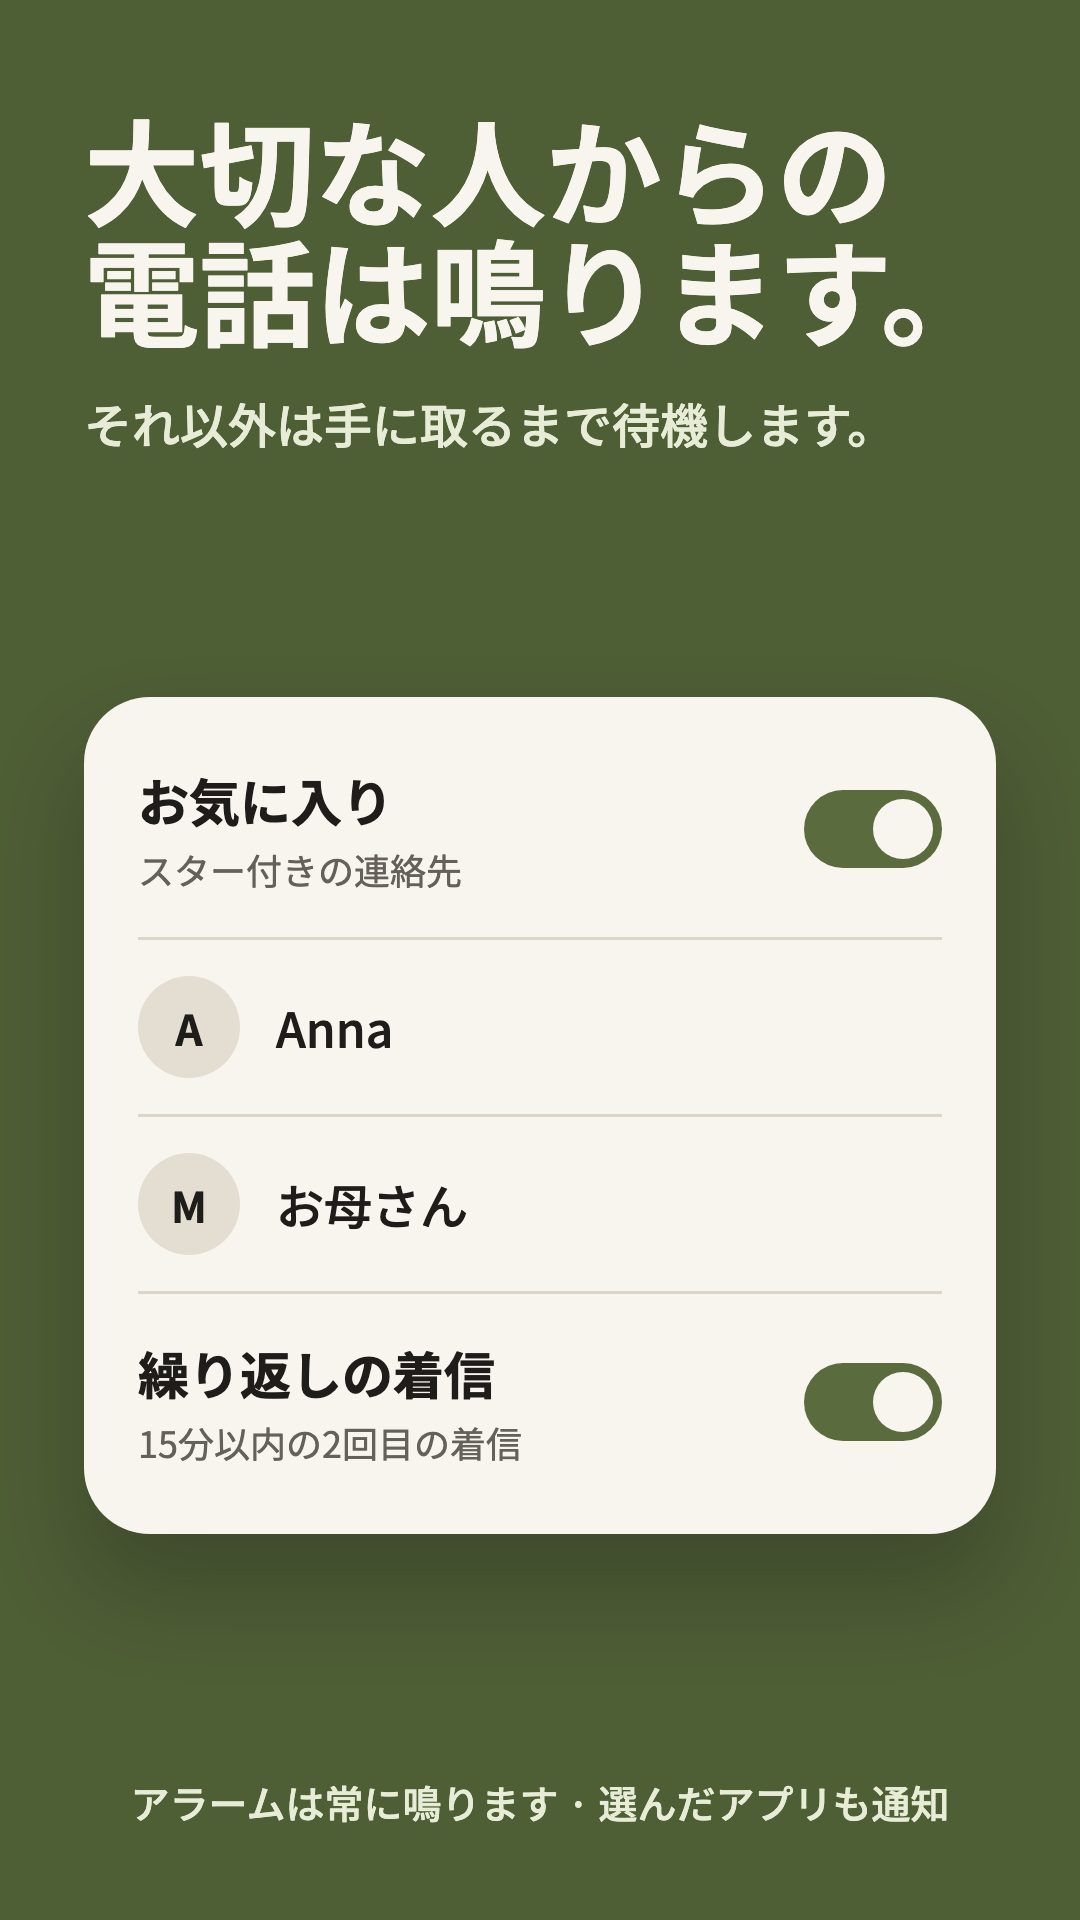 大切な人からの
電話は鳴ります。
それ以外は手に取るまで待機します。
お気に入り
スター付きの連絡先
A
Anna
M
お母さん
繰り返しの着信
15分以内の2回目の着信
アラームは常に鳴ります · 選んだアプリも通知